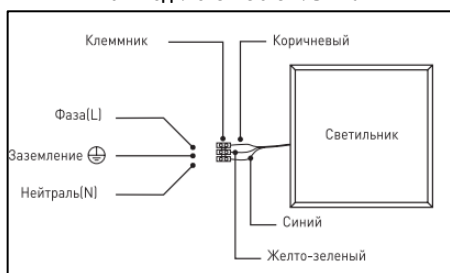 Клеммник
Коричневый
Фаза(L)
Заземление
Нейтраль(N)
Светильник
Синий
Желто-зеленый